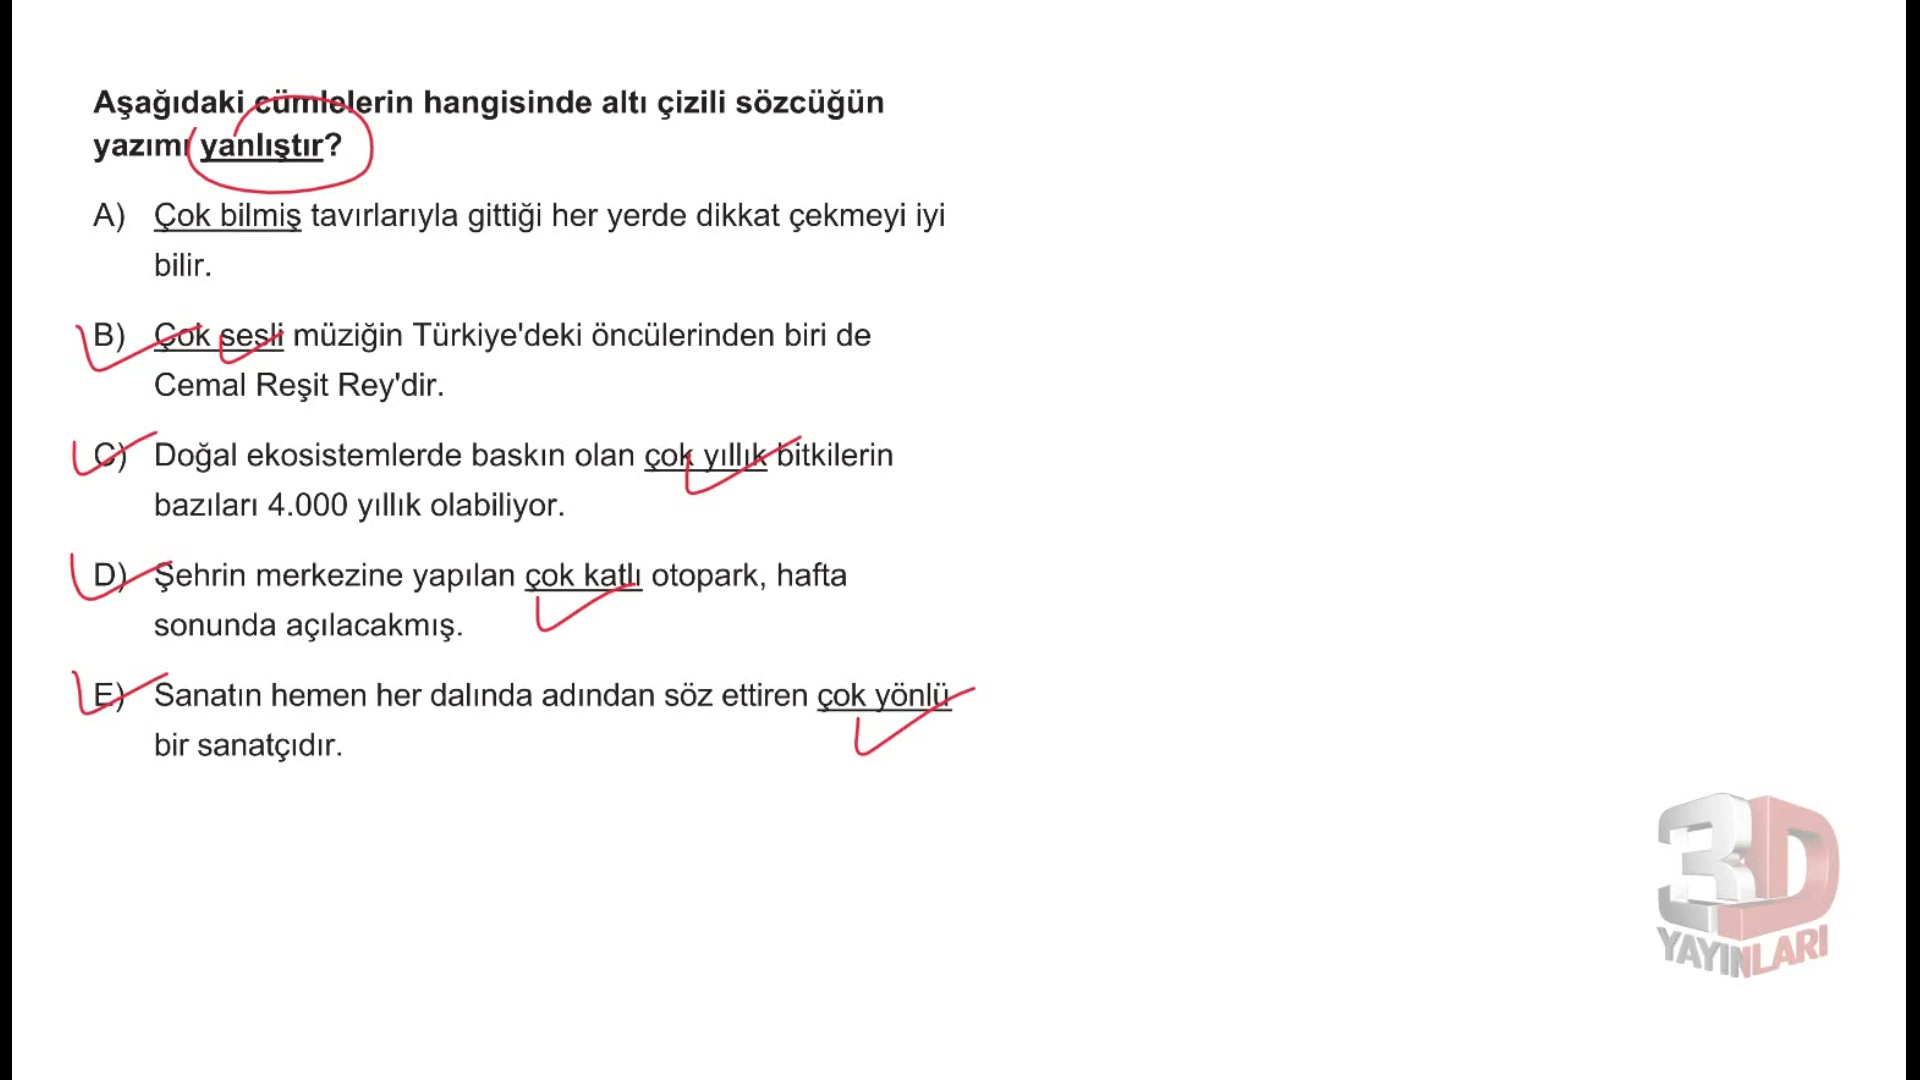 Aşağıdaki cümlelerin hangisinde altı çizili sözcüğün
yazımı yanlıştır?
A) Çok bilmiş tavırlarıyla gittiği her yerde dikkat çekmeyi iyi
bilir.
B) Çok sesli müziğin Türkiye'deki öncülerinden biri de
Cemal Reşit Rey'dir.
C) Doğal ekosistemlerde baskın olan çok yıllık bitkilerin
bazıları 4.000 yıllık olabiliyor.
D) Şehrin merkezine yapılan çok katlı otopark, hafta
sonunda açılacakmış.
E) Sanatın hemen her dalında adından söz ettiren çok yönlü
bir sanatçıdır.
3D
YAYINLARI